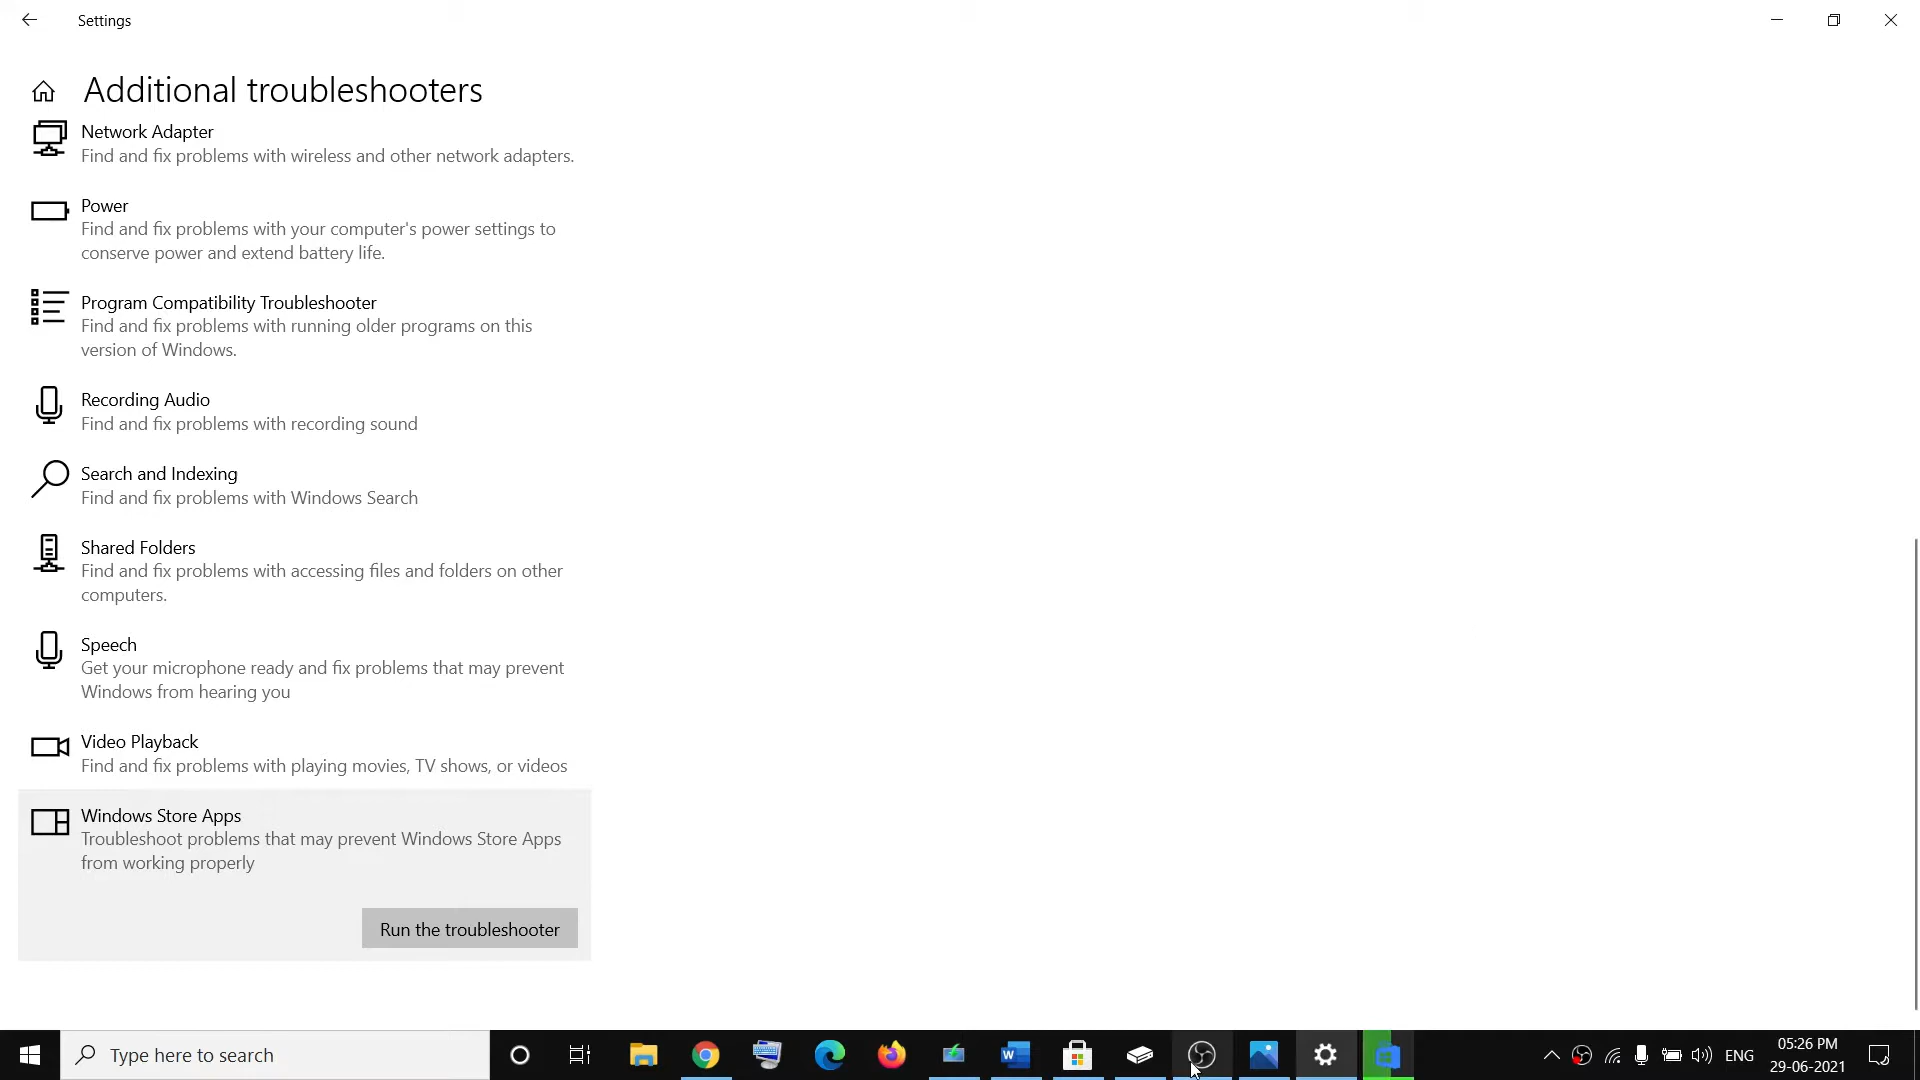 Settings
Additional troubleshooters
Network Adapter
Find and fix problems with wireless and other network adapters.
Power
Find and fix problems with your computer's power settings to
conserve power and extend battery life.
Program Compatibility Troubleshooter
Find and fix problems with running older programs on this
version of Windows.
Recording Audio
Find and fix problems with recording sound
Search and Indexing
Find and fix problems with Windows Search
Shared Folders
Find and fix problems with accessing files and folders on other
computers.
Speech
Get your microphone ready and fix problems that may prevent
Windows from hearing you
Video Playback
Find and fix problems with playing movies, TV shows, or videos
Windows Store Apps
Troubleshoot problems that may prevent Windows Store Apps
from working properly
Run the troubleshooter
Type here to search
W
ENG
05:26 PM
29-06-2021